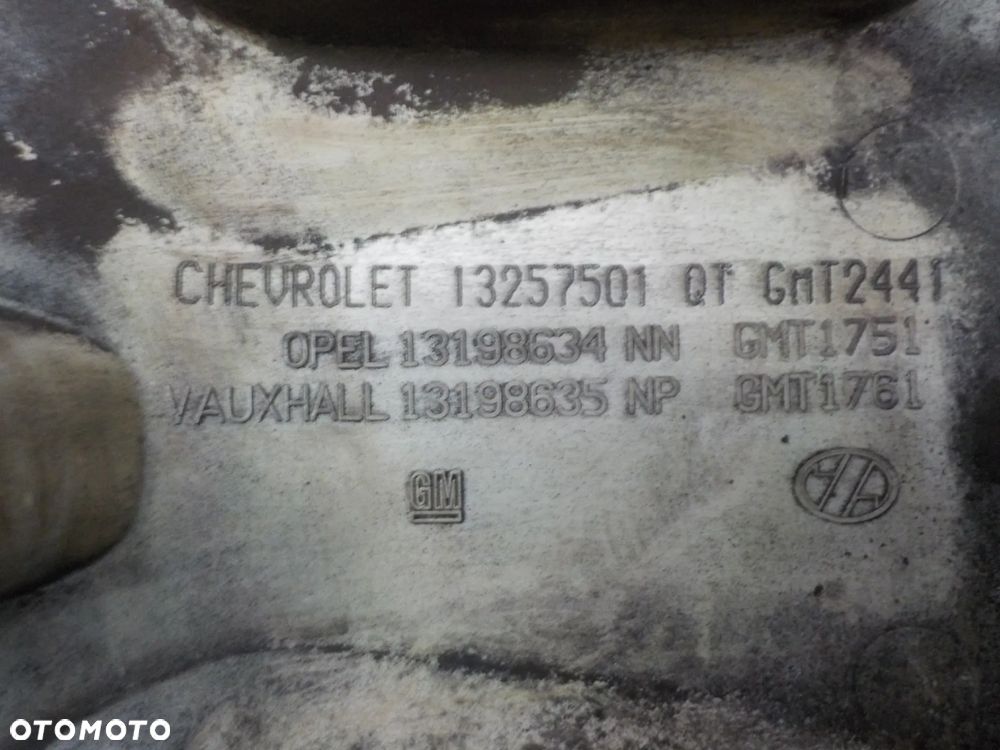 CHEVROLET 13257501 QT GMT2441
OPEL 13198634 NN GMT1751
VAUXHALL 13198635 NP GMT1761
GM
OTOMOTO